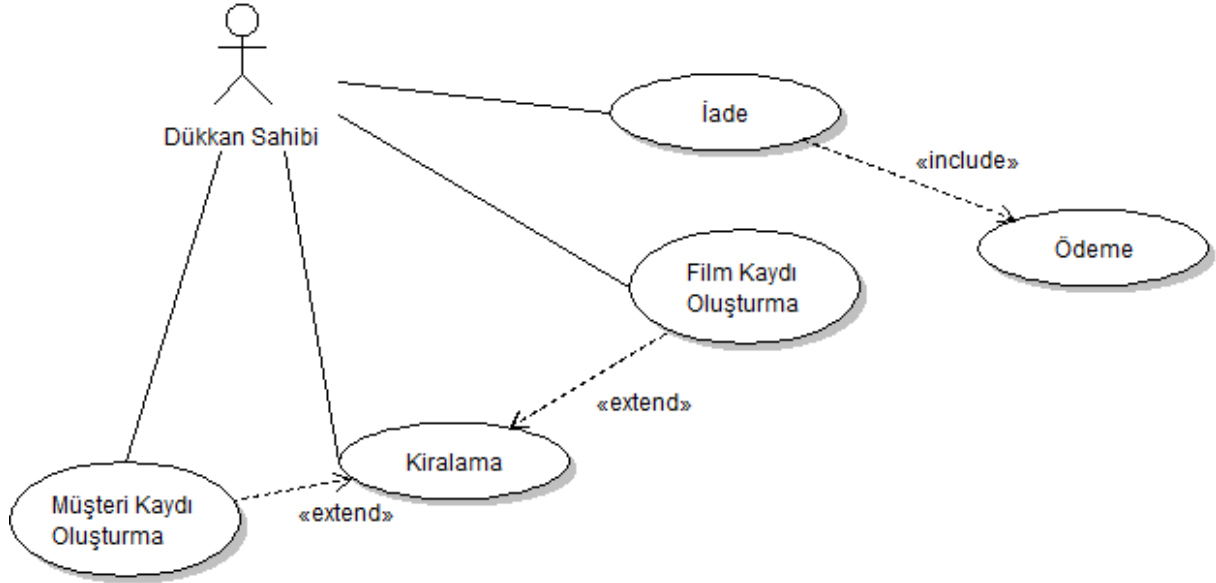 Dükkan Sahibi
İade
«include»
Ödeme
Film Kaydı
Oluşturma
«extend»
Kiralama
Müşteri Kaydı
Oluşturma
«extend»